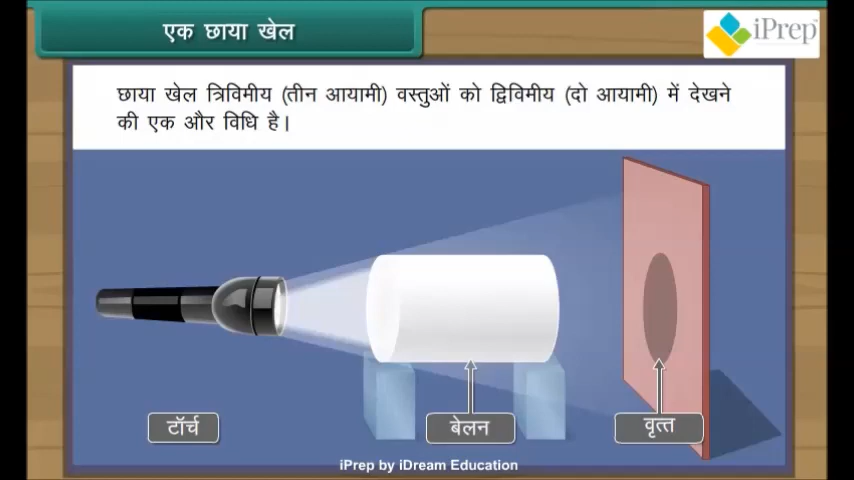 एक छाया खेल
iPrep
छाया खेल त्रिविमीय (तीन आयामी) वस्तुओं को द्विविमीय (दो आयामी) में देखने
की एक और विधि है।
टॉर्च
बेलन
वृत्त
iPrep by iDream Education